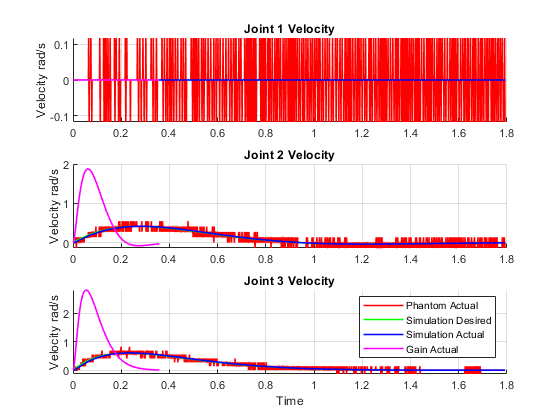 Joint 1 Velocity
0.1
0
-0.1
Velocity rad/s
0 0.2 0.4 0.6 0.8 1 1.2 1.4 1.6 1.8
Joint 2 Velocity
2
1
0
Velocity rad/s
0 0.2 0.4 0.6 0.8 1 1.2 1.4 1.6 1.8
Joint 3 Velocity
2
1
0
Velocity rad/s
Phantom Actual
Simulation Desired
Simulation Actual
Gain Actual
0 0.2 0.4 0.6 0.8 1 1.2 1.4 1.6 1.8
Time